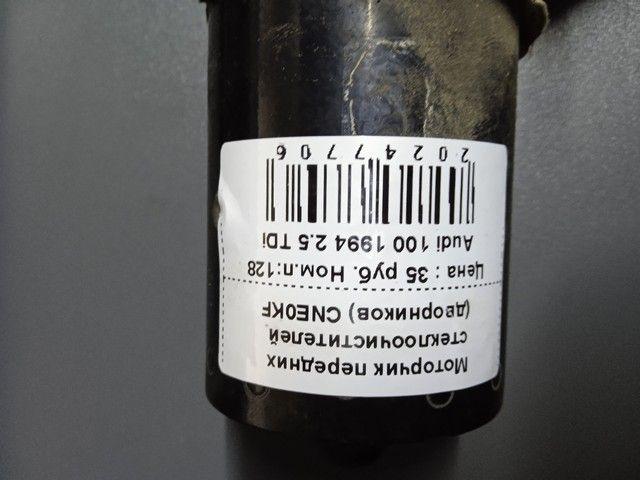 Моторчик передних
стеклоочистителей
(дворников) CNE0KF
Цена : 35 руб. Ном.п:128
Audi 100 1994 2.5 TDi
20247706